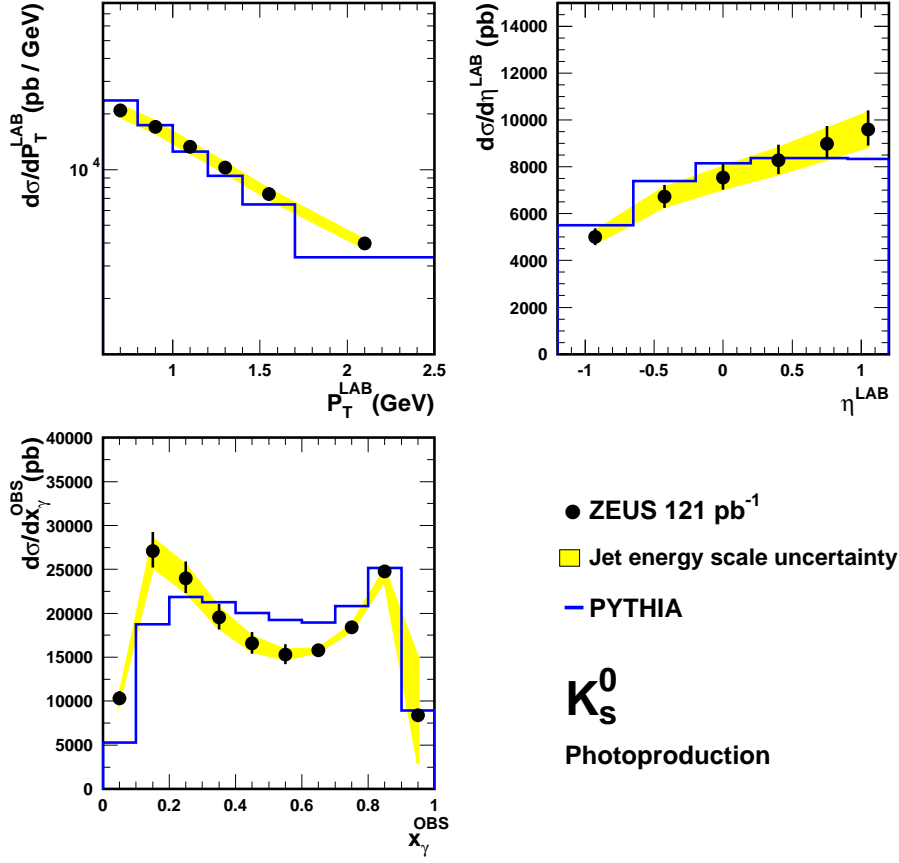 dσ/dP_T^LAB (pb / GeV)
10^4
1 1.5 2 2.5
P_T^LAB (GeV)
dσ/dη^LAB (pb)
14000
12000
10000
8000
6000
4000
2000
0
-1 -0.5 0 0.5 1
η^LAB
dσ/dx_γ^OBS (pb)
40000
35000
30000
25000
20000
15000
10000
5000
0
0 0.2 0.4 0.6 0.8 1
x_γ^OBS
ZEUS 121 pb^-1
Jet energy scale uncertainty
PYTHIA
K_s^0
Photoproduction